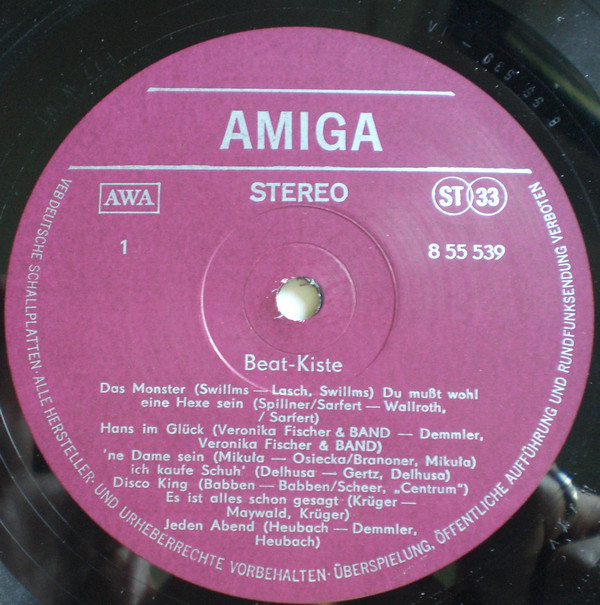 AMIGA
AWA
STEREO
ST 33
1
8 55 539
Beat-Kiste
Das Monster (Swillms — Lasch, Swillms) Du mußt wohl
eine Hexe sein (Spillner/Sarfert — Wallroth,
/ Sarfert)
Hans im Glück (Veronika Fischer & BAND — Demmler,
Veronika Fischer & BAND)
'ne Dame sein (Mikuła — Osiecka/Branoner, Mikuła)
ich kaufe Schuh' (Delhusa — Gertz, Delhusa)
Disco King (Babben — Babben/Scheer, „Centrum")
Es ist alles schon gesagt (Krüger —
Maywald, Krüger)
Jeden Abend (Heubach — Demmler,
Heubach)
VEB DEUTSCHE SCHALLPLATTEN · ALLE HERSTELLER- UND URHEBERRECHTE VORBEHALTEN · ÜBERSPIELUNG, ÖFFENTLICHE AUFFÜHRUNG UND RUNDFUNKSENDUNG VERBOTEN